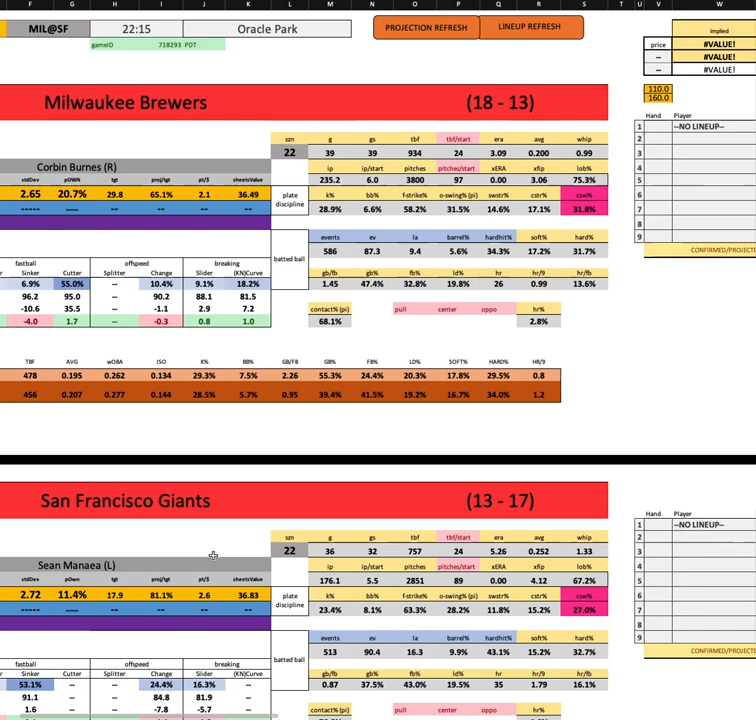 F G H I J K L M N O P Q R S T U V W
MIL@SF 22:15 Oracle Park PROJECTION REFRESH LINEUP REFRESH
implied
gameID 718293 PDT
price #VALUE!
-- #VALUE!
-- #VALUE!
110.0
160.0
Milwaukee Brewers (18 - 13)
Hand Player
1 --NO LINEUP--
2
3
4
5
6
7
8
9
CONFIRMED/PROJECTE
szn g gs tbf tbf/start era avg whip
22 39 39 934 24 3.09 0.200 0.99
Corbin Burnes (R) ip ip/start pitches pitches/start xERA xfip lob%
stdDev pOWN tgt proj/tgt pt/$ sheetsValue 235.2 6.0 3800 97 0.00 3.06 75.3%
2.65 20.7% 29.8 65.1% 2.1 36.49 plate discipline k% bb% f-strike% o-swing% (pi) swstr% cstr% csw%
----- ----- -- -- -- -- 28.9% 6.6% 58.2% 31.5% 14.6% 17.1% 31.8%
batted ball events ev la barrel% hardhit% soft% hard%
586 87.3 9.4 5.6% 34.3% 17.2% 31.7%
fastball offspeed breaking
r Sinker Cutter Splitter Change Slider (KN)Curve gb/fb gb% fb% ld% hr hr/9 hr/fb
6.9% 55.0% -- 10.4% 9.1% 18.2% 1.45 47.4% 32.8% 19.8% 26 0.99 13.6%
96.2 95.0 -- 90.2 88.1 81.5
-10.6 35.5 -- -1.1 2.9 7.2 contact% (pi) pull center oppo hr%
-4.0 1.7 -- -0.3 0.8 1.0 68.1% 2.8%
TBF AVG wOBA ISO K% BB% GB/FB GB% FB% LD% SOFT% HARD% HR/9
478 0.195 0.262 0.134 29.3% 7.5% 2.26 55.3% 24.4% 20.3% 17.8% 29.5% 0.8
456 0.207 0.277 0.144 28.5% 5.7% 0.95 39.4% 41.5% 19.2% 16.7% 34.0% 1.2
San Francisco Giants (13 - 17)
Hand Player
1 --NO LINEUP--
2
3
4
5
6
7
8
9
CONFIRMED/PROJECTE
szn g gs tbf tbf/start era avg whip
22 36 32 757 24 5.26 0.252 1.33
Sean Manaea (L) ip ip/start pitches pitches/start xERA xfip lob%
stdDev pOwn tgt proj/tgt pt/$ sheetsValue 176.1 5.5 2851 89 0.00 4.12 67.2%
2.72 11.4% 17.9 81.1% 2.6 36.83 plate discipline k% bb% f-strike% o-swing% (pi) swstr% cstr% csw%
----- ----- -- -- -- -- 23.4% 8.1% 63.3% 28.2% 11.8% 15.2% 27.0%
batted ball events ev la barrel% hardhit% soft% hard%
513 90.4 16.3 9.9% 43.1% 15.2% 32.7%
fastball offspeed breaking
r Sinker Cutter Splitter Change Slider (KN)Curve gb/fb gb% fb% ld% hr hr/9 hr/fb
53.1% -- -- 24.4% 16.3% -- 0.87 37.5% 43.0% 19.5% 35 1.79 16.1%
91.1 -- -- 84.8 81.9 --
1.6 -- -- -7.8 -5.7 -- contact% (pi) pull center oppo hr%